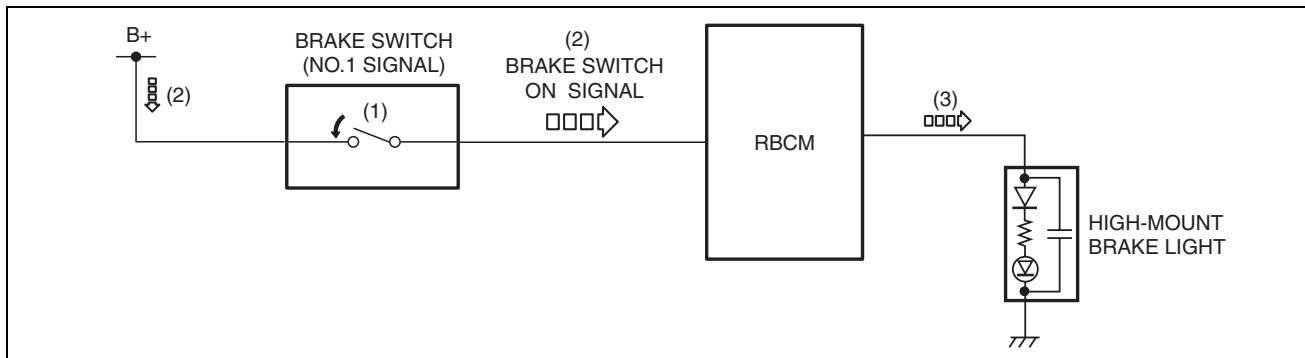 B+
(2)
BRAKE SWITCH
(NO.1 SIGNAL)
(1)
(2)
BRAKE SWITCH
ON SIGNAL
RBCM
(3)
HIGH-MOUNT
BRAKE LIGHT